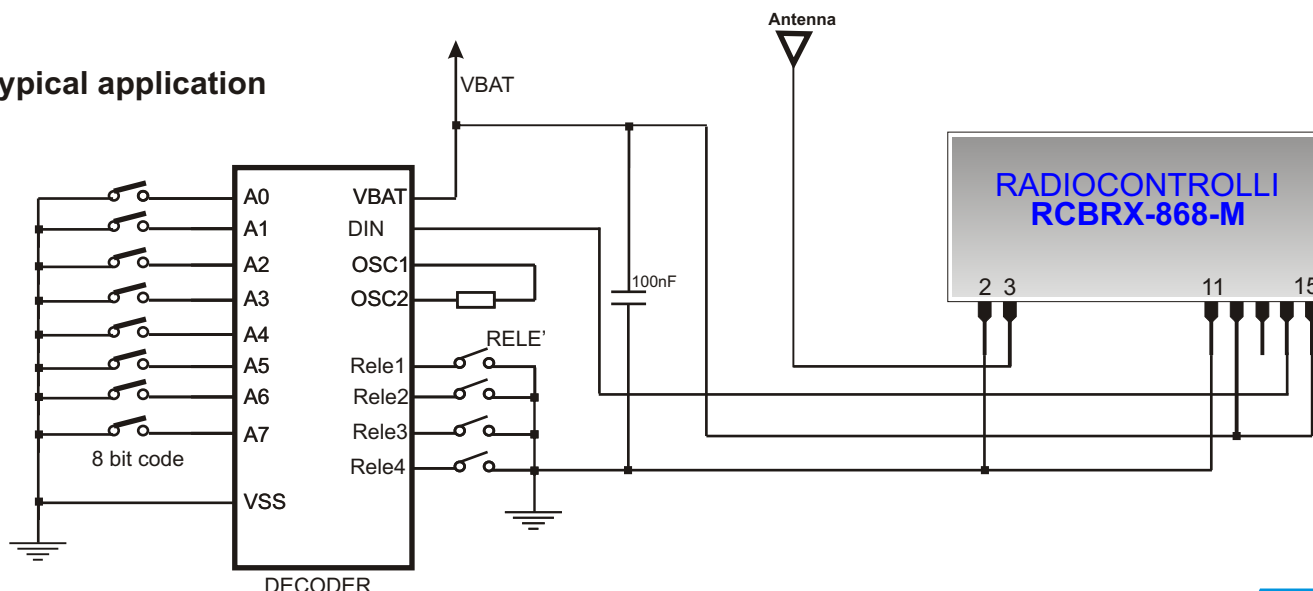 Antenna
ypical application
VBAT
RADIOCONTROLLI
RCBRX-868-M
A0 VBAT
A1 DIN
A2 OSC1
A3 OSC2
100nF
2 3 11 15
A4
RELE'
A5 Rele1
A6 Rele2
A7 Rele3
8 bit code
Rele4
VSS
DECODER